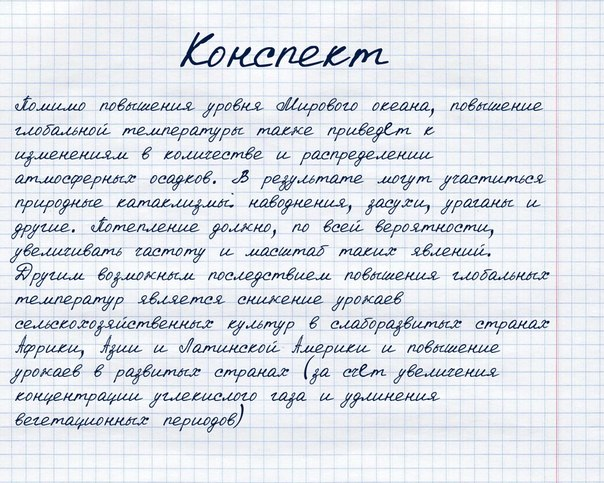 Конспект
Помимо повышения уровня Мирового океана, повышение
глобальной температуры также приведёт к
изменениям в количестве и распределении
атмосферных осадков. В результате могут участиться
природные катаклизмы: наводнения, засухи, ураганы и
другие. Потепление должно, по всей вероятности,
увеличивать частоту и масштаб таких явлений.
Другим возможным последствием повышения глобальных
температур является снижение урокаев
сельскохозяйственных культур в слаборазвитых странах
Африки, Азии и Латинской Америки и повышение
урокаев в развитых странах (за счёт увеличения
концентрации углекислого газа и удлинения
вегетационных периодов)